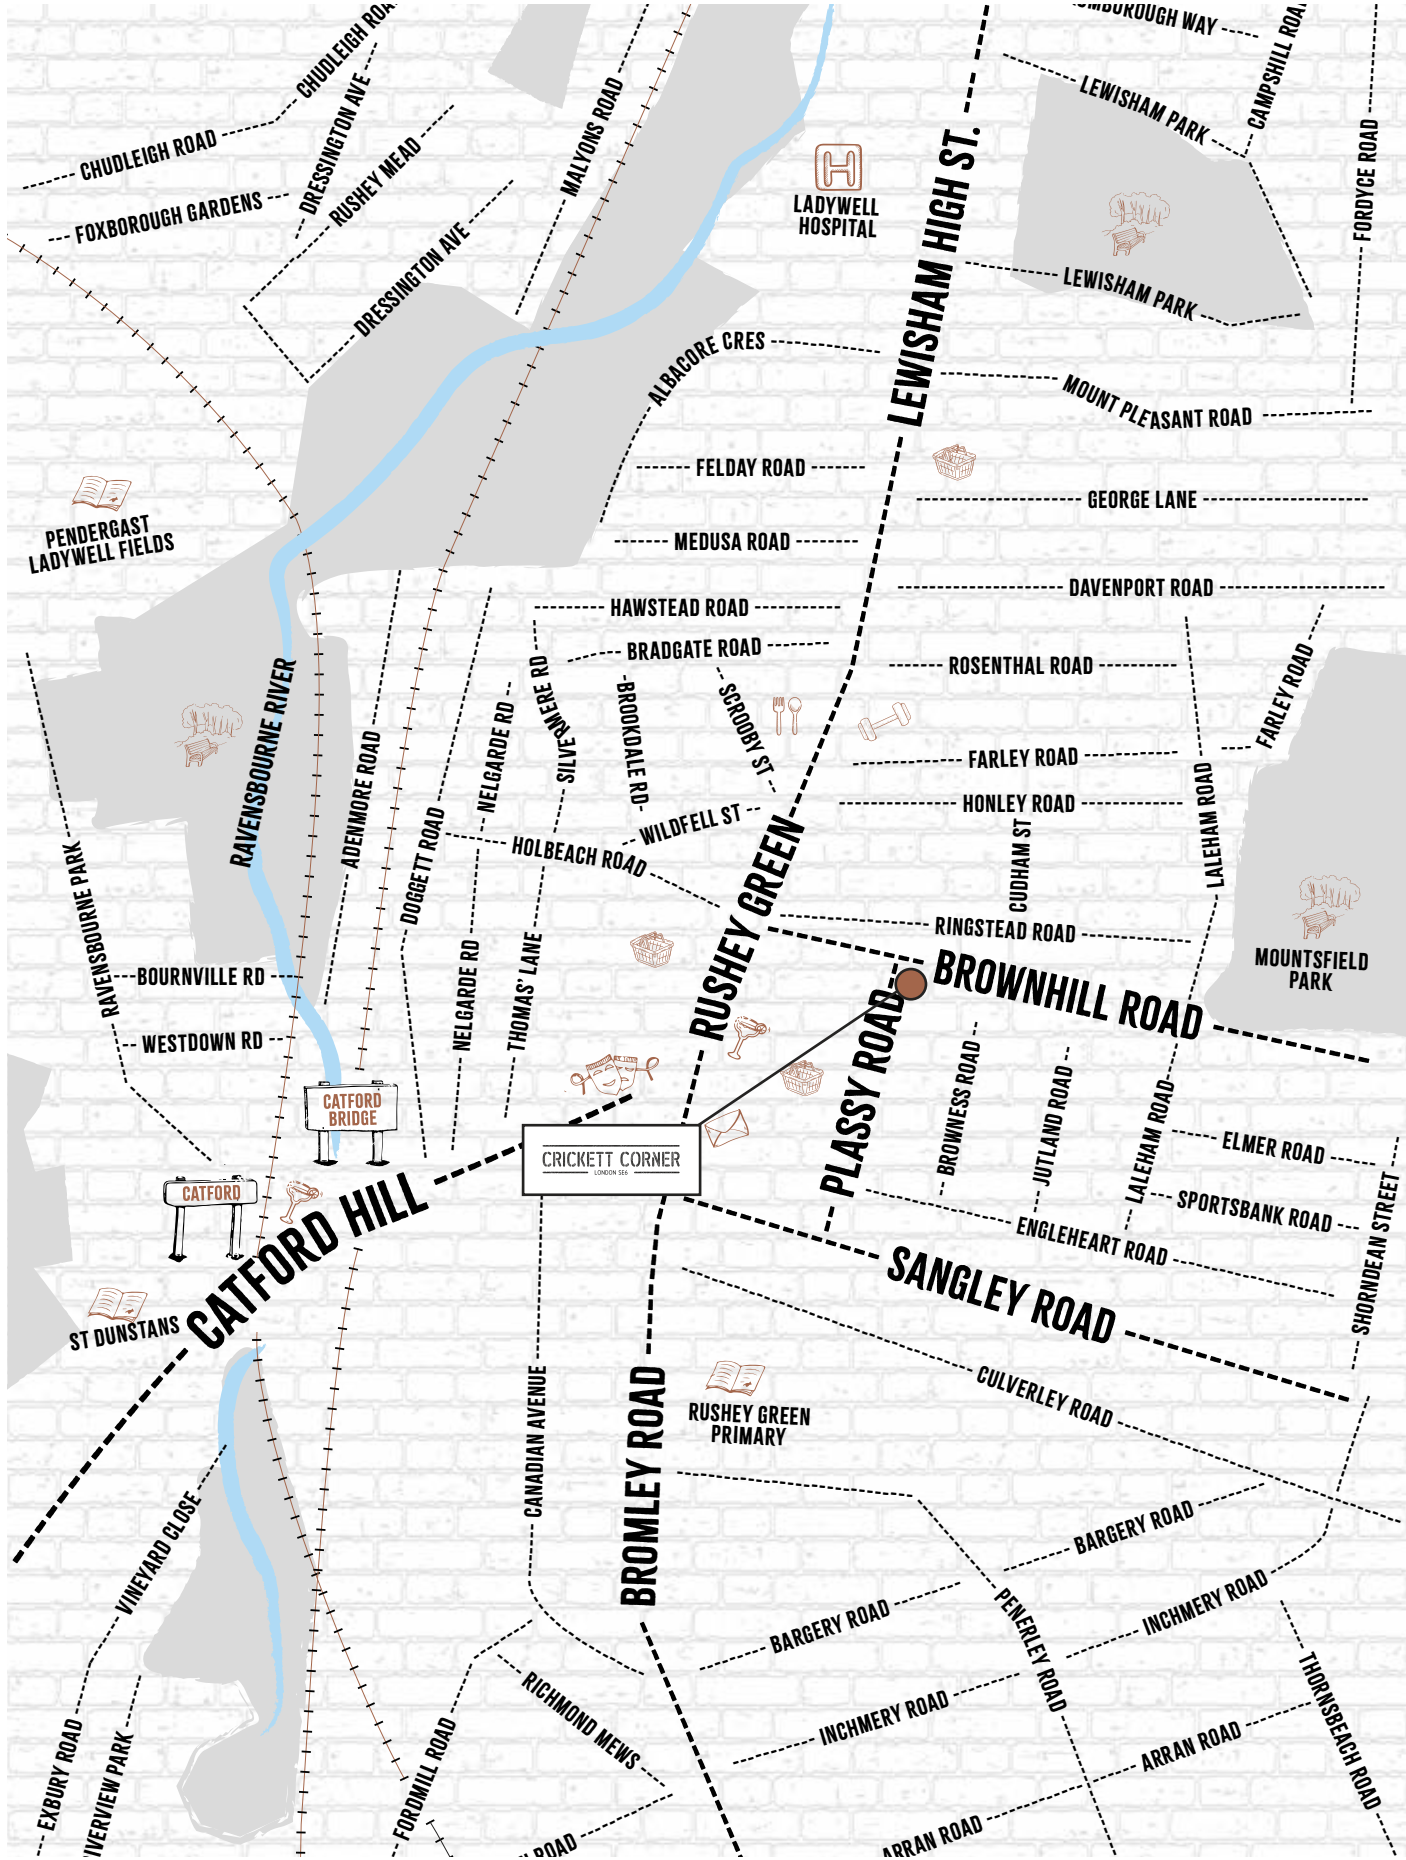 CHUDLEIGH ROAD
MBOROUGH WAY
CAMPSHILL ROAD
CHUDLEIGH ROAD
DRESSINGTON AVE
FOXBOROUGH GARDENS
RUSHEY MEAD
DRESSINGTON AVE
MALYONS ROAD
LADYWELL
HOSPITAL
LEWISHAM HIGH ST.
LEWISHAM PARK
LEWISHAM PARK
FORDYCE ROAD
ALBACORE CRES
MOUNT PLEASANT ROAD
FELDAY ROAD
GEORGE LANE
PENDERGAST
LADYWELL FIELDS
MEDUSA ROAD
DAVENPORT ROAD
HAWSTEAD ROAD
BRADGATE ROAD
ROSENTHAL ROAD
FARLEY ROAD
RAVENSBOURNE RIVER
ADENMORE ROAD
DOGGETT ROAD
NELGARDE RD
SILVERMERE RD
BROOKDALE RD
SCROOBY ST
FARLEY ROAD
HONLEY ROAD
WILDFELL ST
HOLBEACH ROAD
RUSHEY GREEN
CUDHAM ST
LALEHAM ROAD
RINGSTEAD ROAD
RAVENSBOURNE PARK
BOURNVILLE RD
WESTDOWN RD
NELGARDE RD
THOMAS' LANE
BROWNHILL ROAD
MOUNTSFIELD
PARK
PLASSY ROAD
BROWNESS ROAD
JUTLAND ROAD
LALEHAM ROAD
CATFORD
BRIDGE
ELMER ROAD
CRICKETT CORNER
LONDON SE6
CATFORD
SPORTSBANK ROAD
ENGLEHEART ROAD
SHORNDEAN STREET
CATFORD HILL
SANGLEY ROAD
ST DUNSTANS
CANADIAN AVENUE
BROMLEY ROAD
RUSHEY GREEN
PRIMARY
CULVERLEY ROAD
VINEYARD CLOSE
BARGERY ROAD
BARGERY ROAD
PENERLEY ROAD
INCHMERY ROAD
INCHMERY ROAD
RICHMOND MEWS
THORNSBEACH ROAD
ARRAN ROAD
EXBURY ROAD
IVERVIEW PARK
FORDMILL ROAD
ROAD
ARRAN ROAD